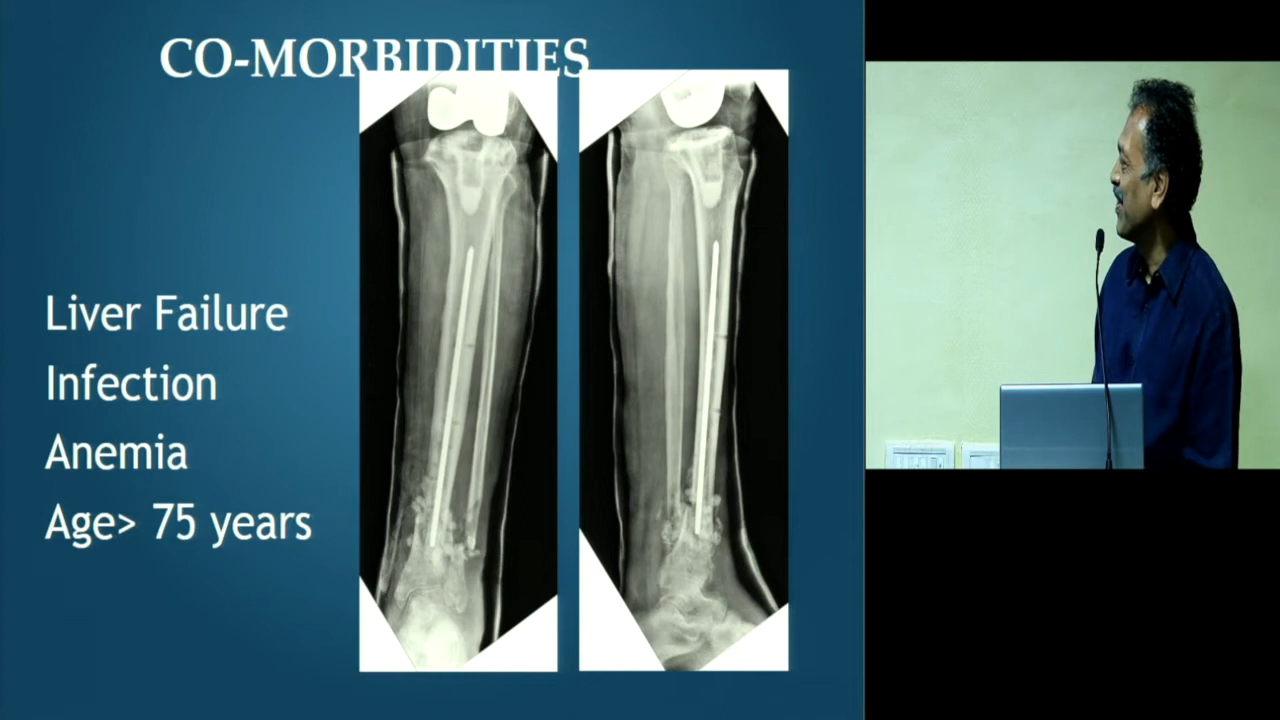 CO-MORBIDITIES
Liver Failure
Infection
Anemia
Age> 75 years